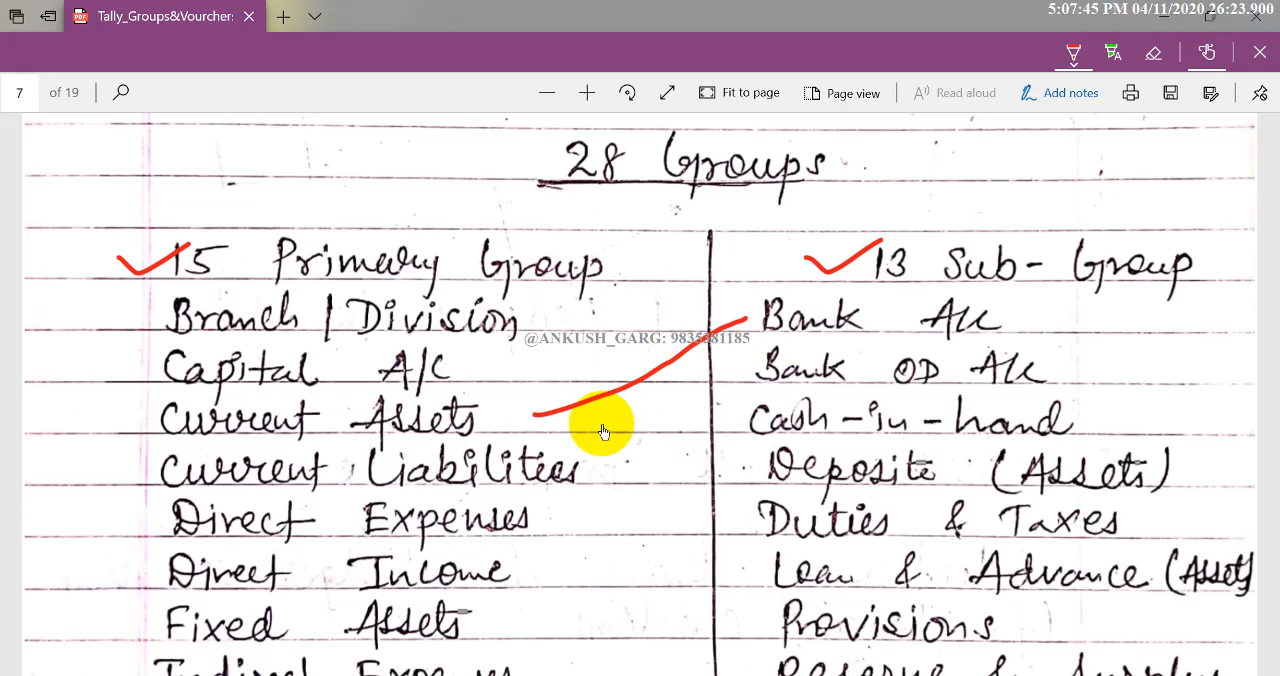 Tally_Groups&Vourcher:
5:07:45 PM 04/11/2020 26:23.900
7 of 19
Fit to page
Page view
Read aloud
Add notes
28 Groups
15 Primary Group
Branch / Division
Capital A/C
Current Assets
Current Liabilities
Direct Expenses
Direct Income
Fixed Assets
@ANKUSH_GARG:
13 Sub-Group
Bank A/c
Bank OD A/c
Cash-in-hand
Deposite (Assets)
Duties & Taxes
Loan & Advance (Assets
Provisions